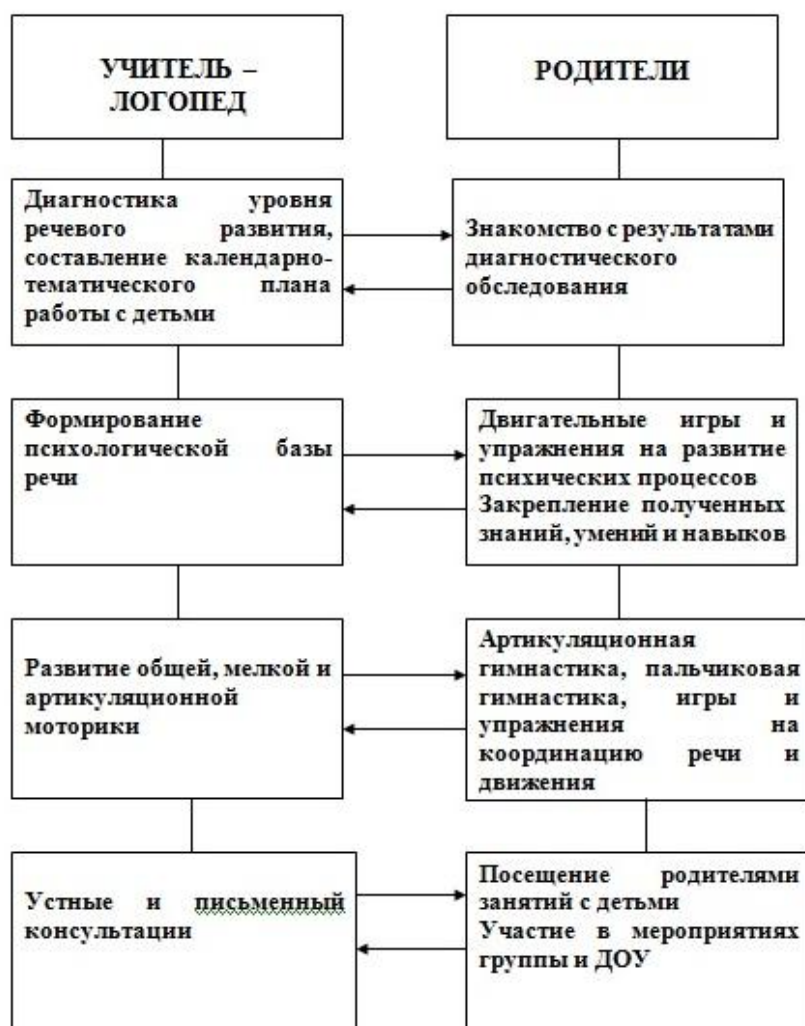 УЧИТЕЛЬ –
ЛОГОПЕД
РОДИТЕЛИ
Диагностика уровня
речевого развития,
составление календарно-
тематического плана
работы с детьми
Знакомство с результатами
диагностического
обследования
Формирование
психологической базы
речи
Двигательные игры и
упражнения на развитие
психических процессов
Закрепление полученных
знаний, умений и навыков
Развитие общей, мелкой и
артикуляционной
моторики
Артикуляционная
гимнастика, пальчиковая
гимнастика, игры и
упражнения на
координацию речи и
движения
Устные и письменный
консультации
Посещение родителями
занятий с детьми
Участие в мероприятиях
группы и ДОУ